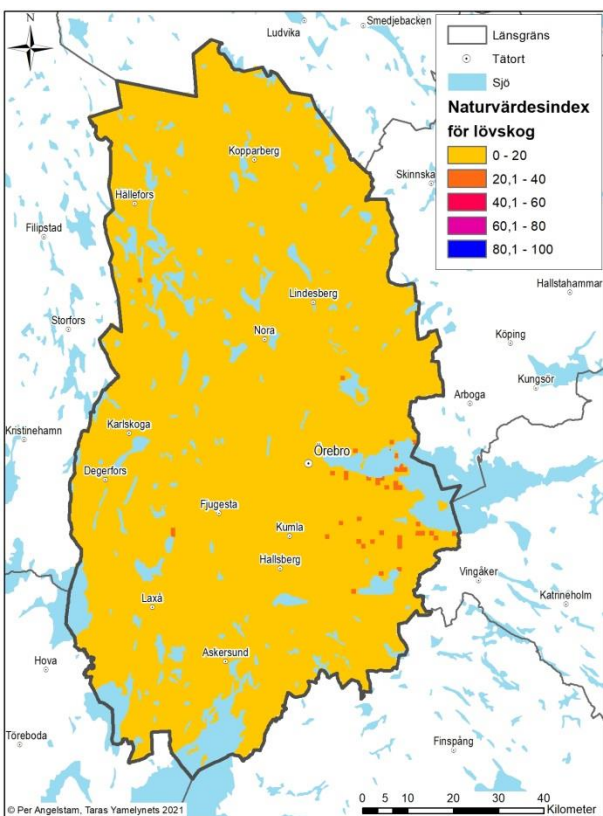 N
Ludvika
Smedjebacken
Länsgräns
Tätort
Sjö
Naturvärdesindex
för lövskog
0 - 20
20,1 - 40
40,1 - 60
60,1 - 80
80,1 - 100
Kopparberg
Skinnska
Hällefors
Filipstad
Hallstahammar
Lindesberg
Storfors
Nora
Köping
Kungsör
Arboga
Karlskoga
Kristinehamn
Örebro
Degerfors
Fjugesta
Kumla
Hallsberg
Vingåker
Laxå
Katrineholm
Askersund
Hova
Töreboda
Finspång
0 5 10 20 30 40
Kilometer
© Per Angelstam, Taras Yamelynets 2021